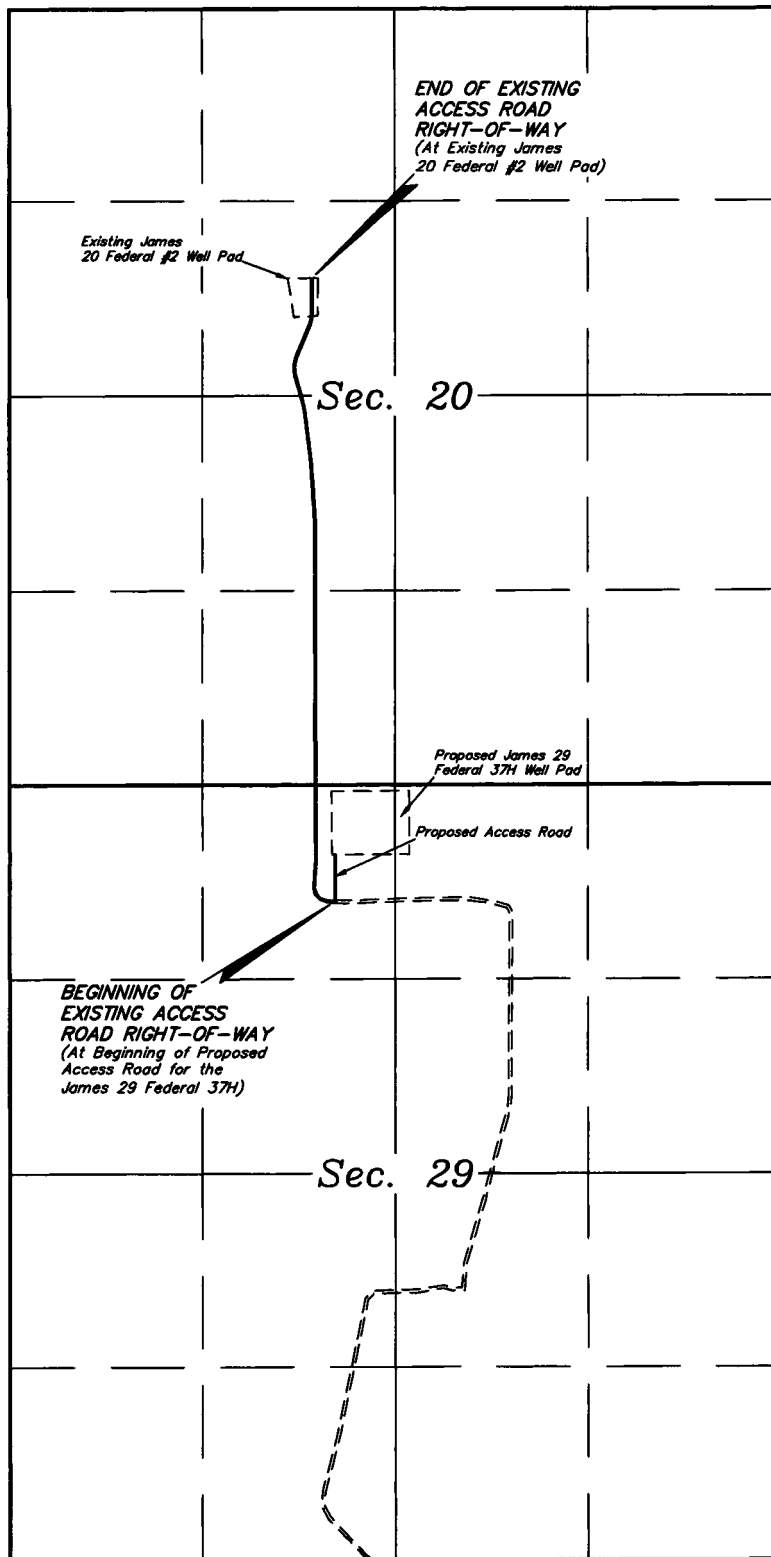 END OF EXISTING
ACCESS ROAD
RIGHT-OF-WAY
(At Existing James
20 Federal #2 Well Pad)
Existing James
20 Federal #2 Well Pad
Sec. 20
Proposed James 29
Federal 37H Well Pad
Proposed Access Road
BEGINNING OF
EXISTING ACCESS
ROAD RIGHT-OF-WAY
(At Beginning of Proposed
Access Road for the
James 29 Federal 37H)
Sec. 29